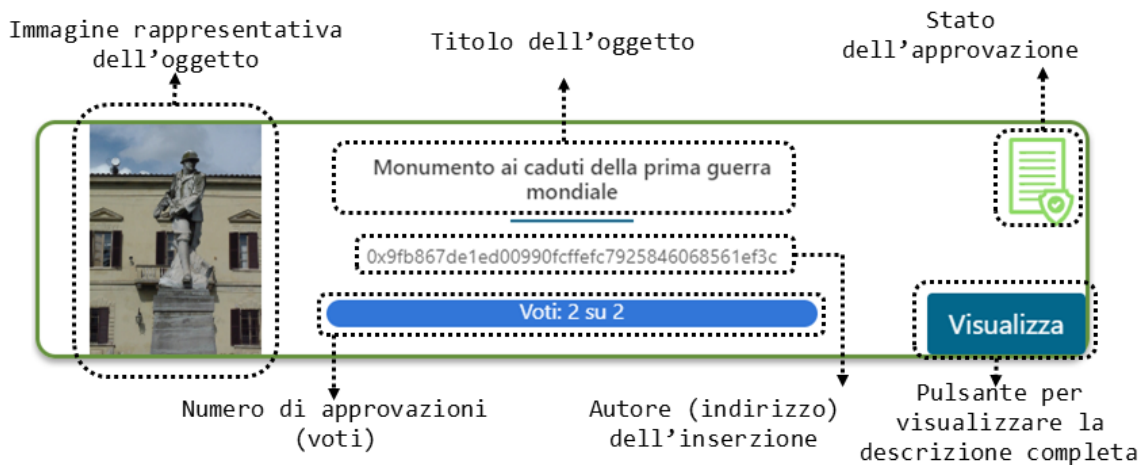 Immagine rappresentativa
dell'oggetto
Titolo dell'oggetto
Stato
dell'approvazione
Monumento ai caduti della prima guerra
mondiale
0x9fb867de1ed00990fcffefc7925846068561ef3c
Voti: 2 su 2
Visualizza
Numero di approvazioni
(voti)
Autore (indirizzo)
dell'inserzione
Pulsante per
visualizzare la
descrizione completa